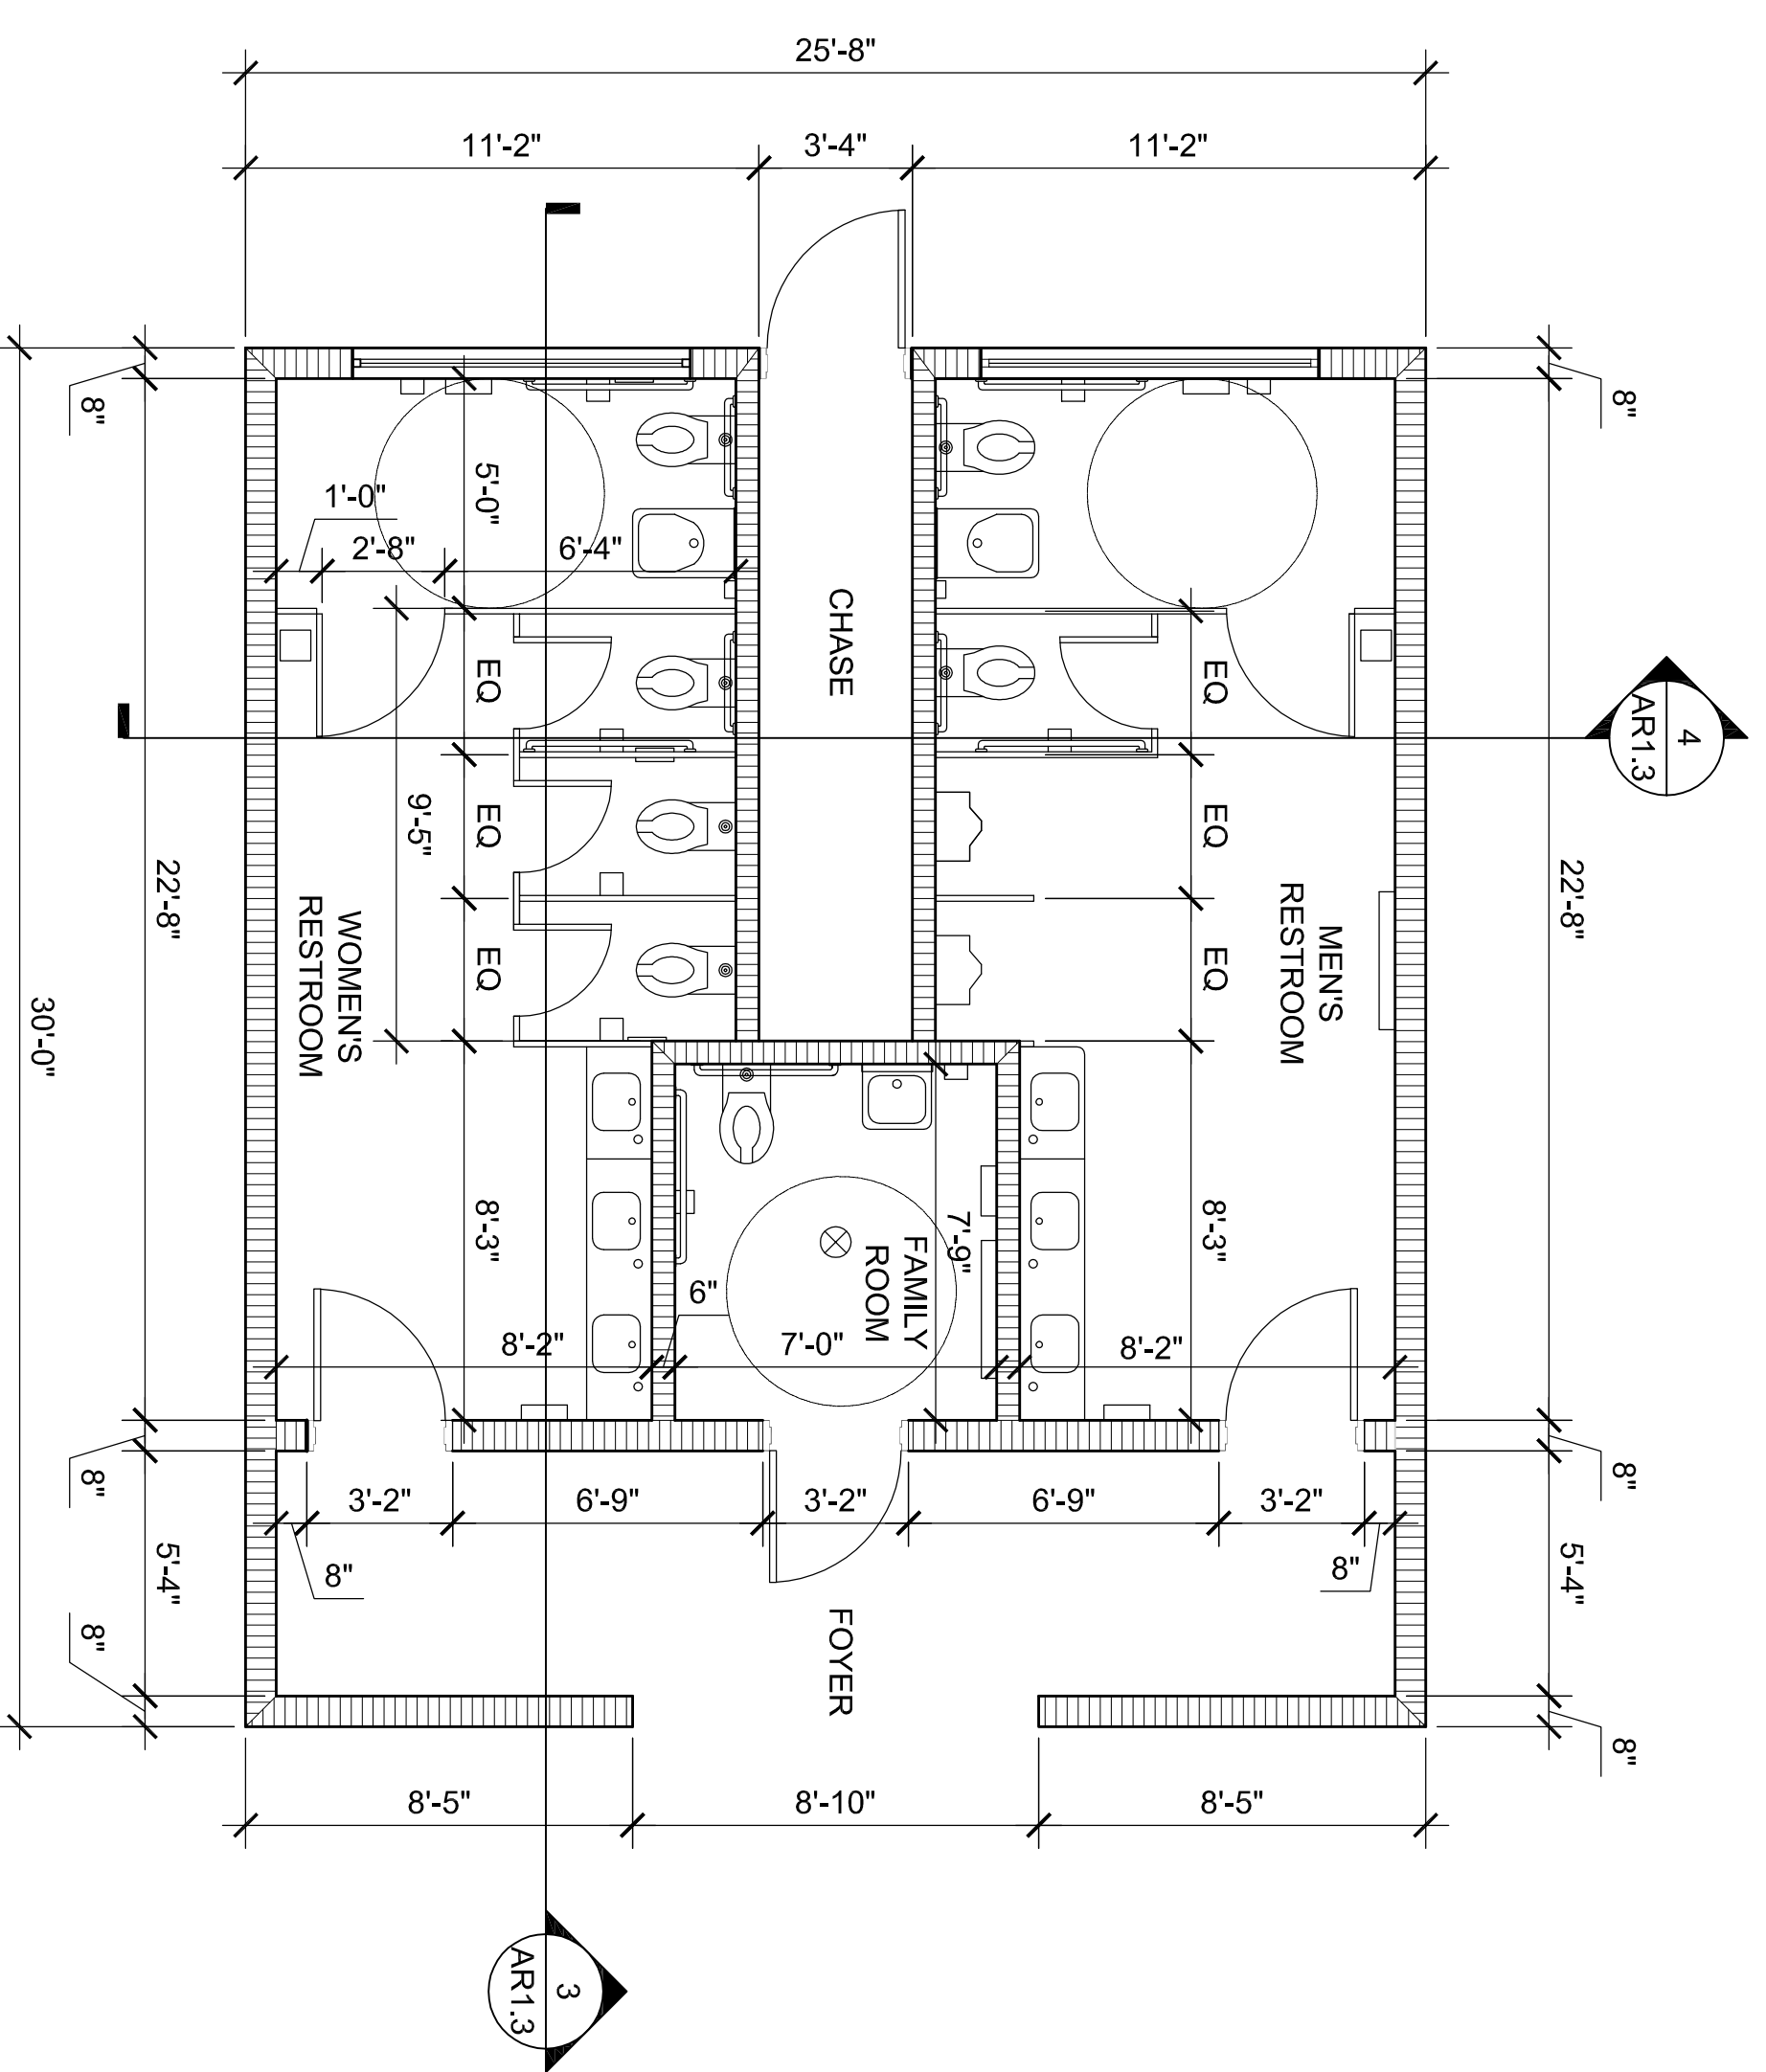 25'-8"
11'-2"
3'-4"
11'-2"
8"
8"
5'-0"
1'-0"
2'-8"
6'-4"
CHASE
EQ
EQ
4
AR1.3
EQ
9'-5"
EQ
EQ
EQ
22'-8"
22'-8"
WOMEN'S
RESTROOM
MEN'S
RESTROOM
30'-0"
8'-3"
8'-3"
7'-9"
FAMILY
ROOM
6"
8'-2"
7'-0"
8'-2"
8"
8"
3'-2"
6'-9"
3'-2"
6'-9"
3'-2"
8"
8"
5'-4"
5'-4"
FOYER
8"
8"
8'-5"
8'-10"
8'-5"
3
AR1.3